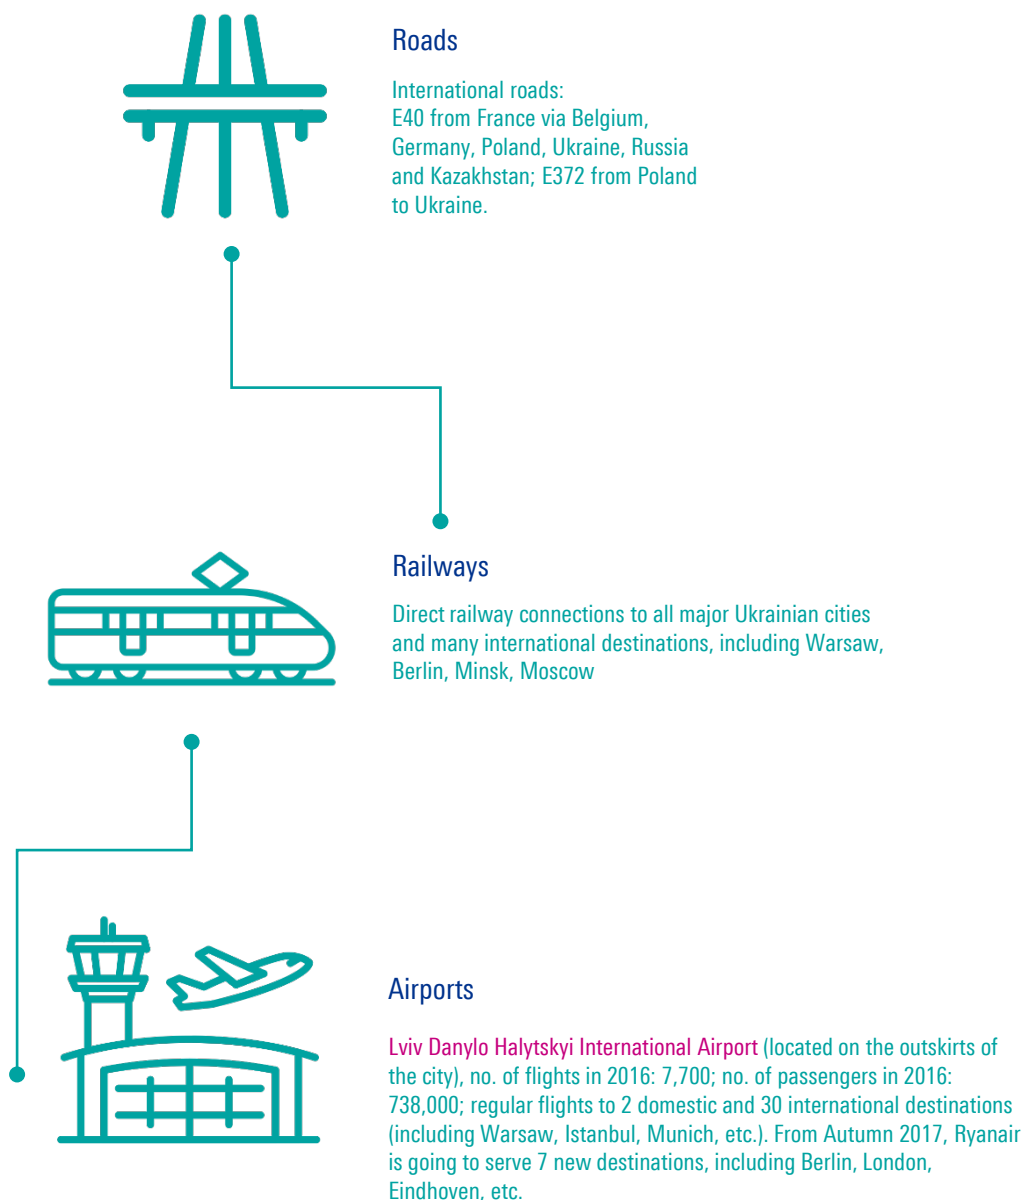 Roads
International roads:
E40 from France via Belgium,
Germany, Poland, Ukraine, Russia
and Kazakhstan; E372 from Poland
to Ukraine.
Railways
Direct railway connections to all major Ukrainian cities
and many international destinations, including Warsaw,
Berlin, Minsk, Moscow
Airports
Lviv Danylo Halytskyi International Airport (located on the outskirts of
the city), no. of flights in 2016: 7,700; no. of passengers in 2016:
738,000; regular flights to 2 domestic and 30 international destinations
(including Warsaw, Istanbul, Munich, etc.). From Autumn 2017, Ryanair
is going to serve 7 new destinations, including Berlin, London,
Eindhoven, etc.